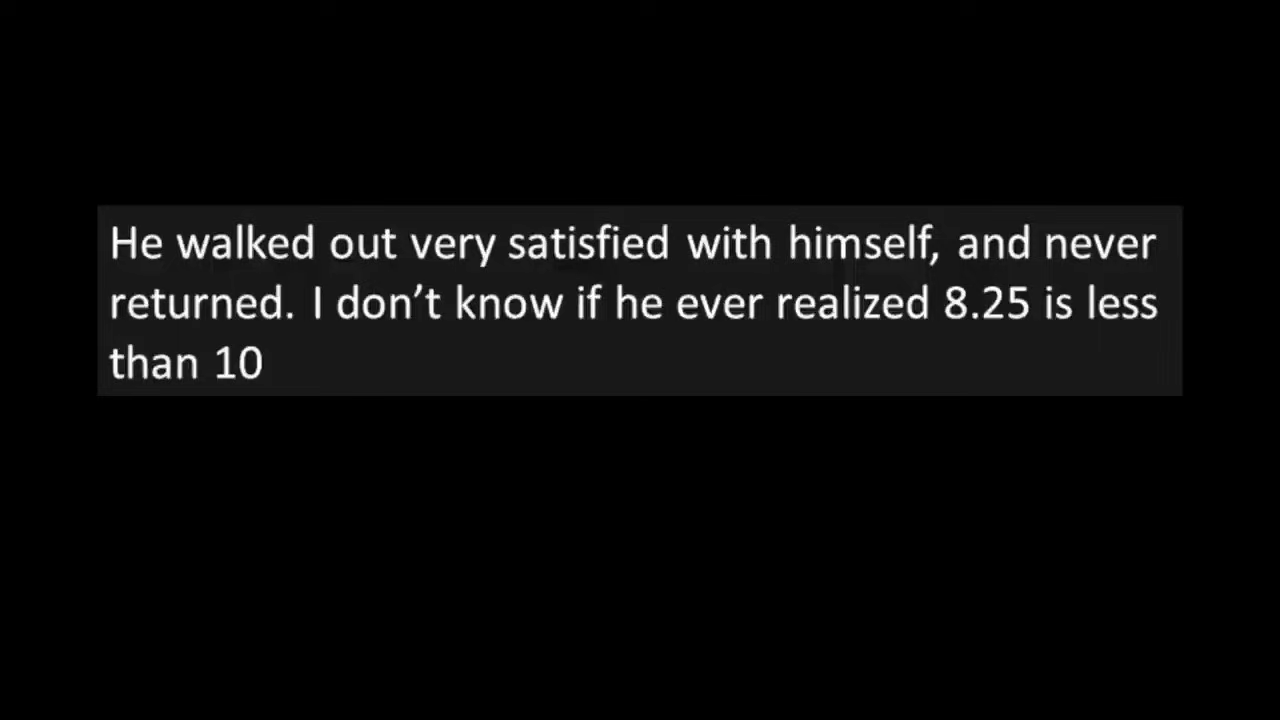 He walked out very satisfied with himself, and never
returned. I don’t know if he ever realized 8.25 is less
than 10